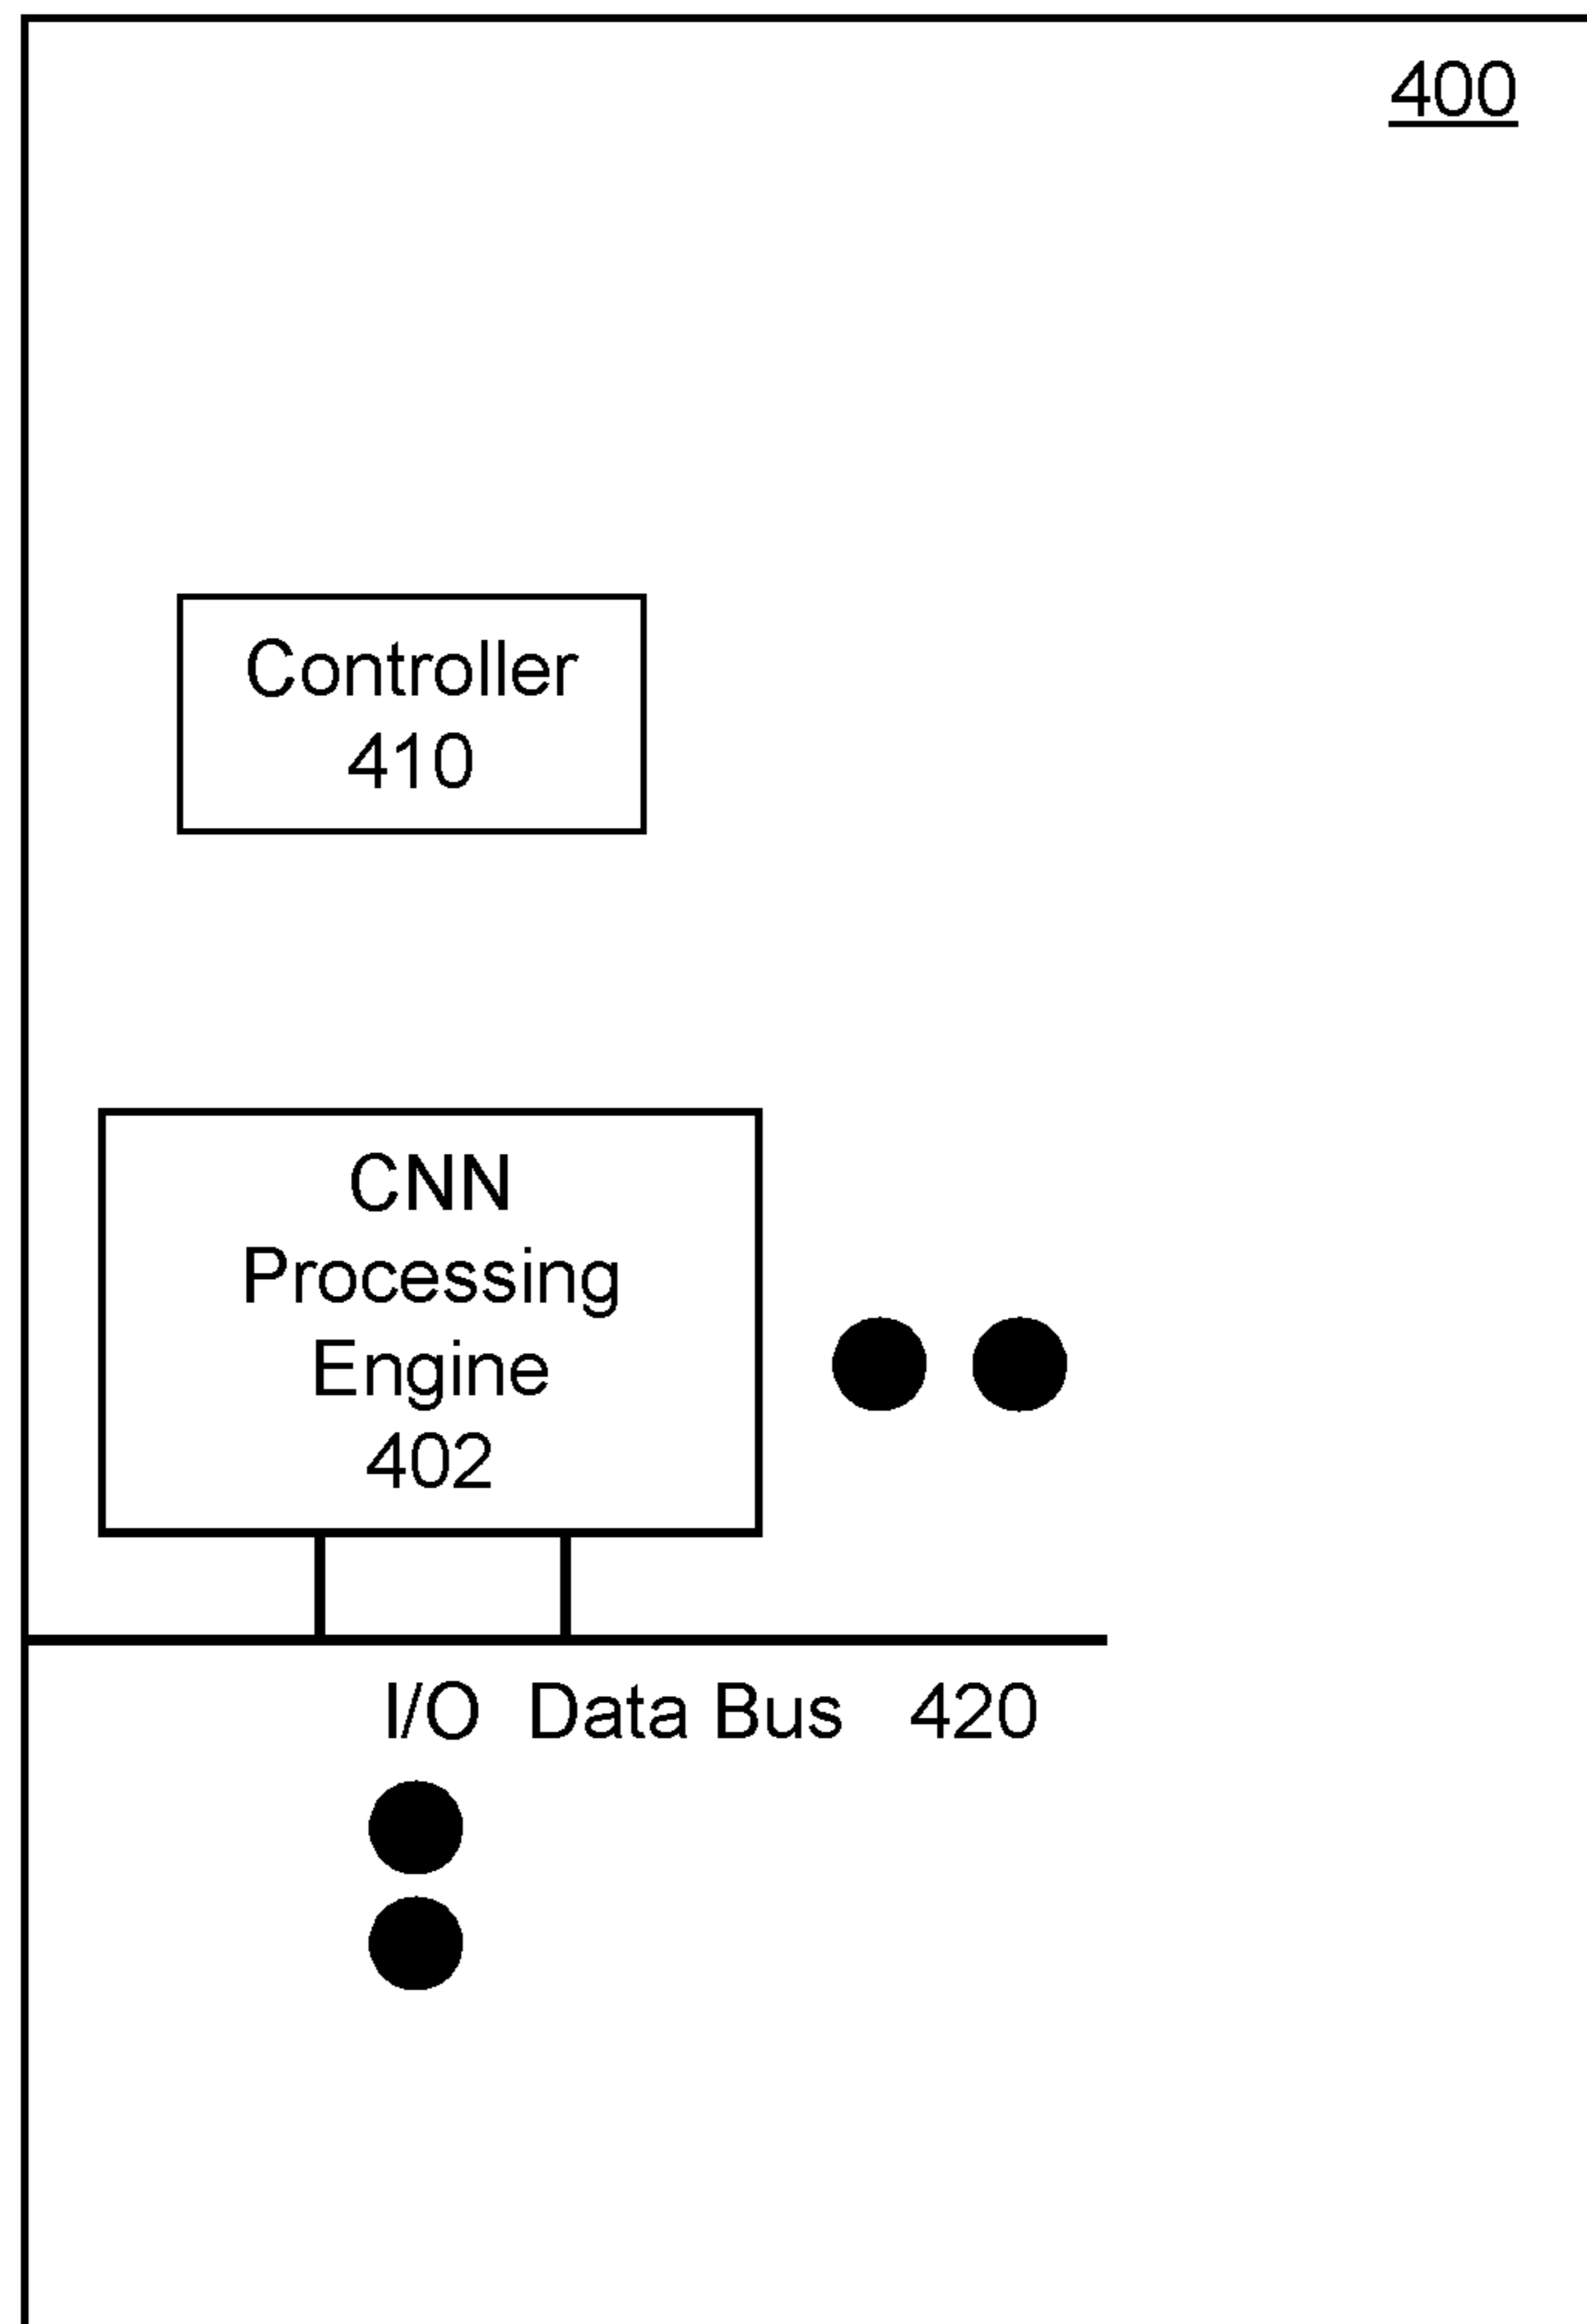 400
Controller
410
CNN
Processing
Engine
402
I/O Data Bus 420